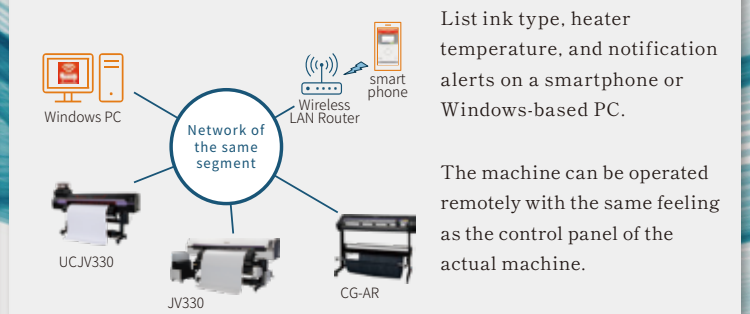 Windows PC
Wireless
LAN Router
smart
phone
Network of
the same
segment
UCJV330
JV330
CG-AR
List ink type, heater
temperature, and notification
alerts on a smartphone or
Windows-based PC.
The machine can be operated
remotely with the same feeling
as the control panel of the
actual machine.